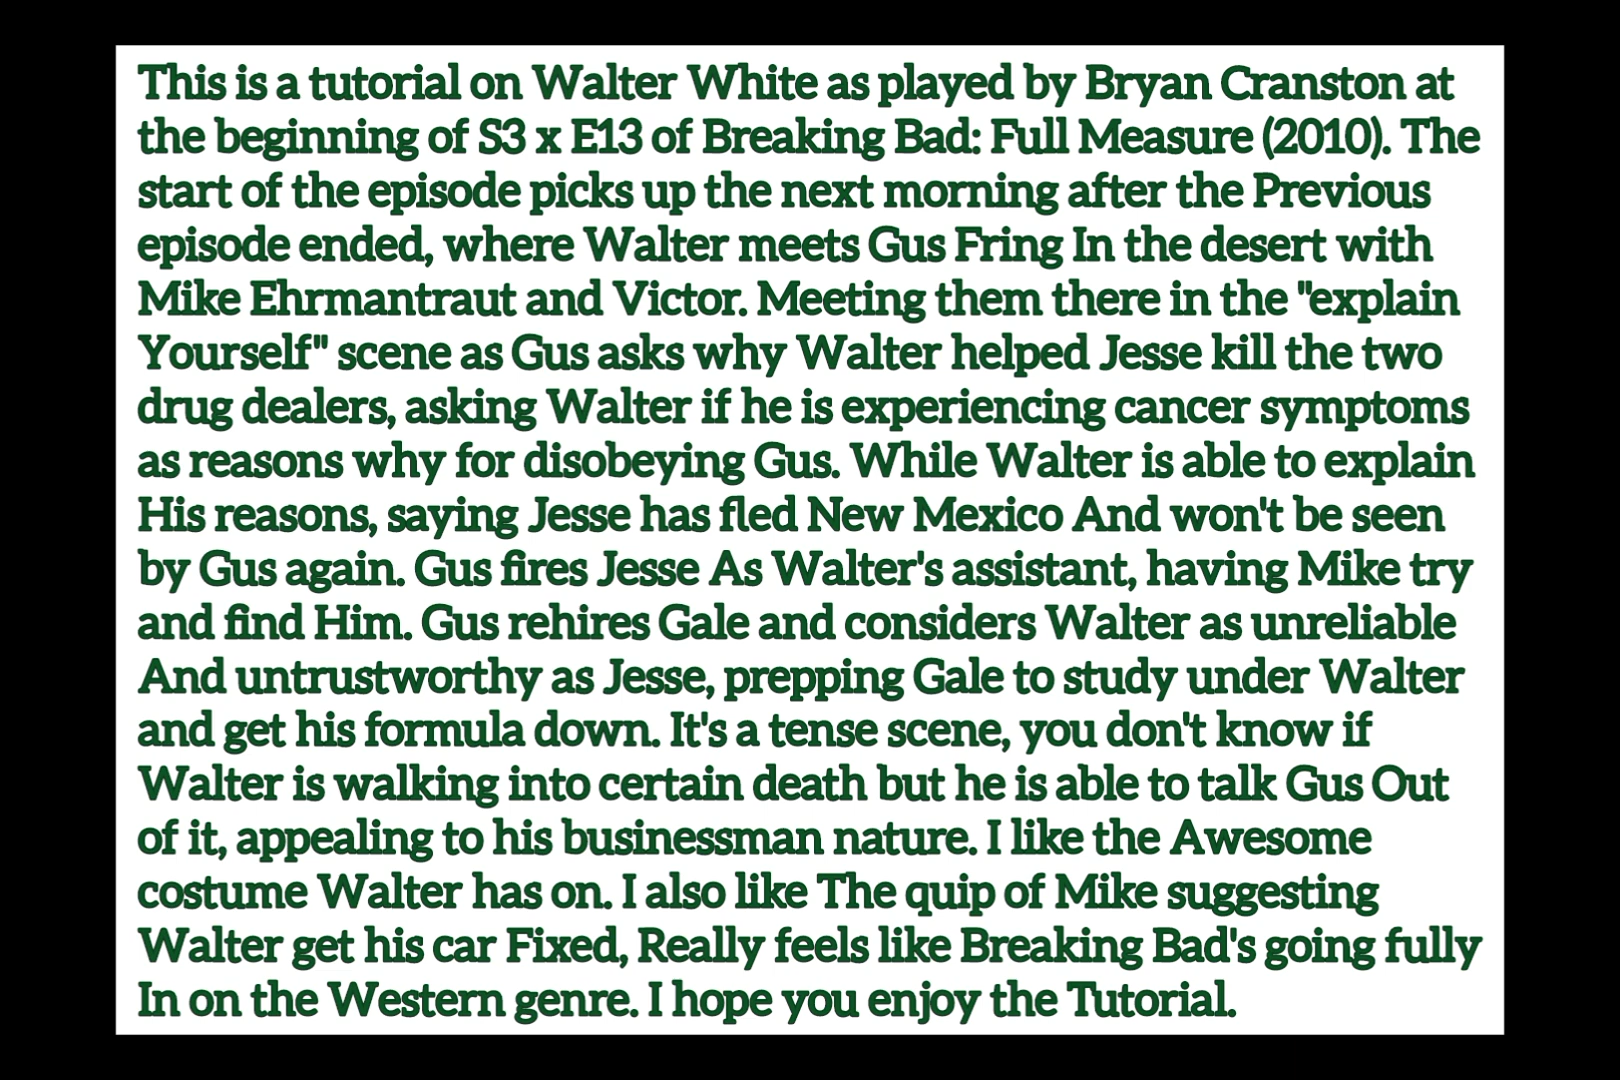 This is a tutorial on Walter White as played by Bryan Cranston at
the beginning of S3 x E13 of Breaking Bad: Full Measure (2010). The
start of the episode picks up the next morning after the Previous
episode ended, where Walter meets Gus Fring In the desert with
Mike Ehrmantraut and Victor. Meeting them there in the "explain
Yourself" scene as Gus asks why Walter helped Jesse kill the two
drug dealers, asking Walter if he is experiencing cancer symptoms
as reasons why for disobeying Gus. While Walter is able to explain
His reasons, saying Jesse has fled New Mexico And won't be seen
by Gus again. Gus fires Jesse As Walter's assistant, having Mike try
and find Him. Gus rehires Gale and considers Walter as unreliable
And untrustworthy as Jesse, prepping Gale to study under Walter
and get his formula down. It's a tense scene, you don't know if
Walter is walking into certain death but he is able to talk Gus Out
of it, appealing to his businessman nature. I like the Awesome
costume Walter has on. I also like The quip of Mike suggesting
Walter get his car Fixed, Really feels like Breaking Bad's going fully
In on the Western genre. I hope you enjoy the Tutorial.